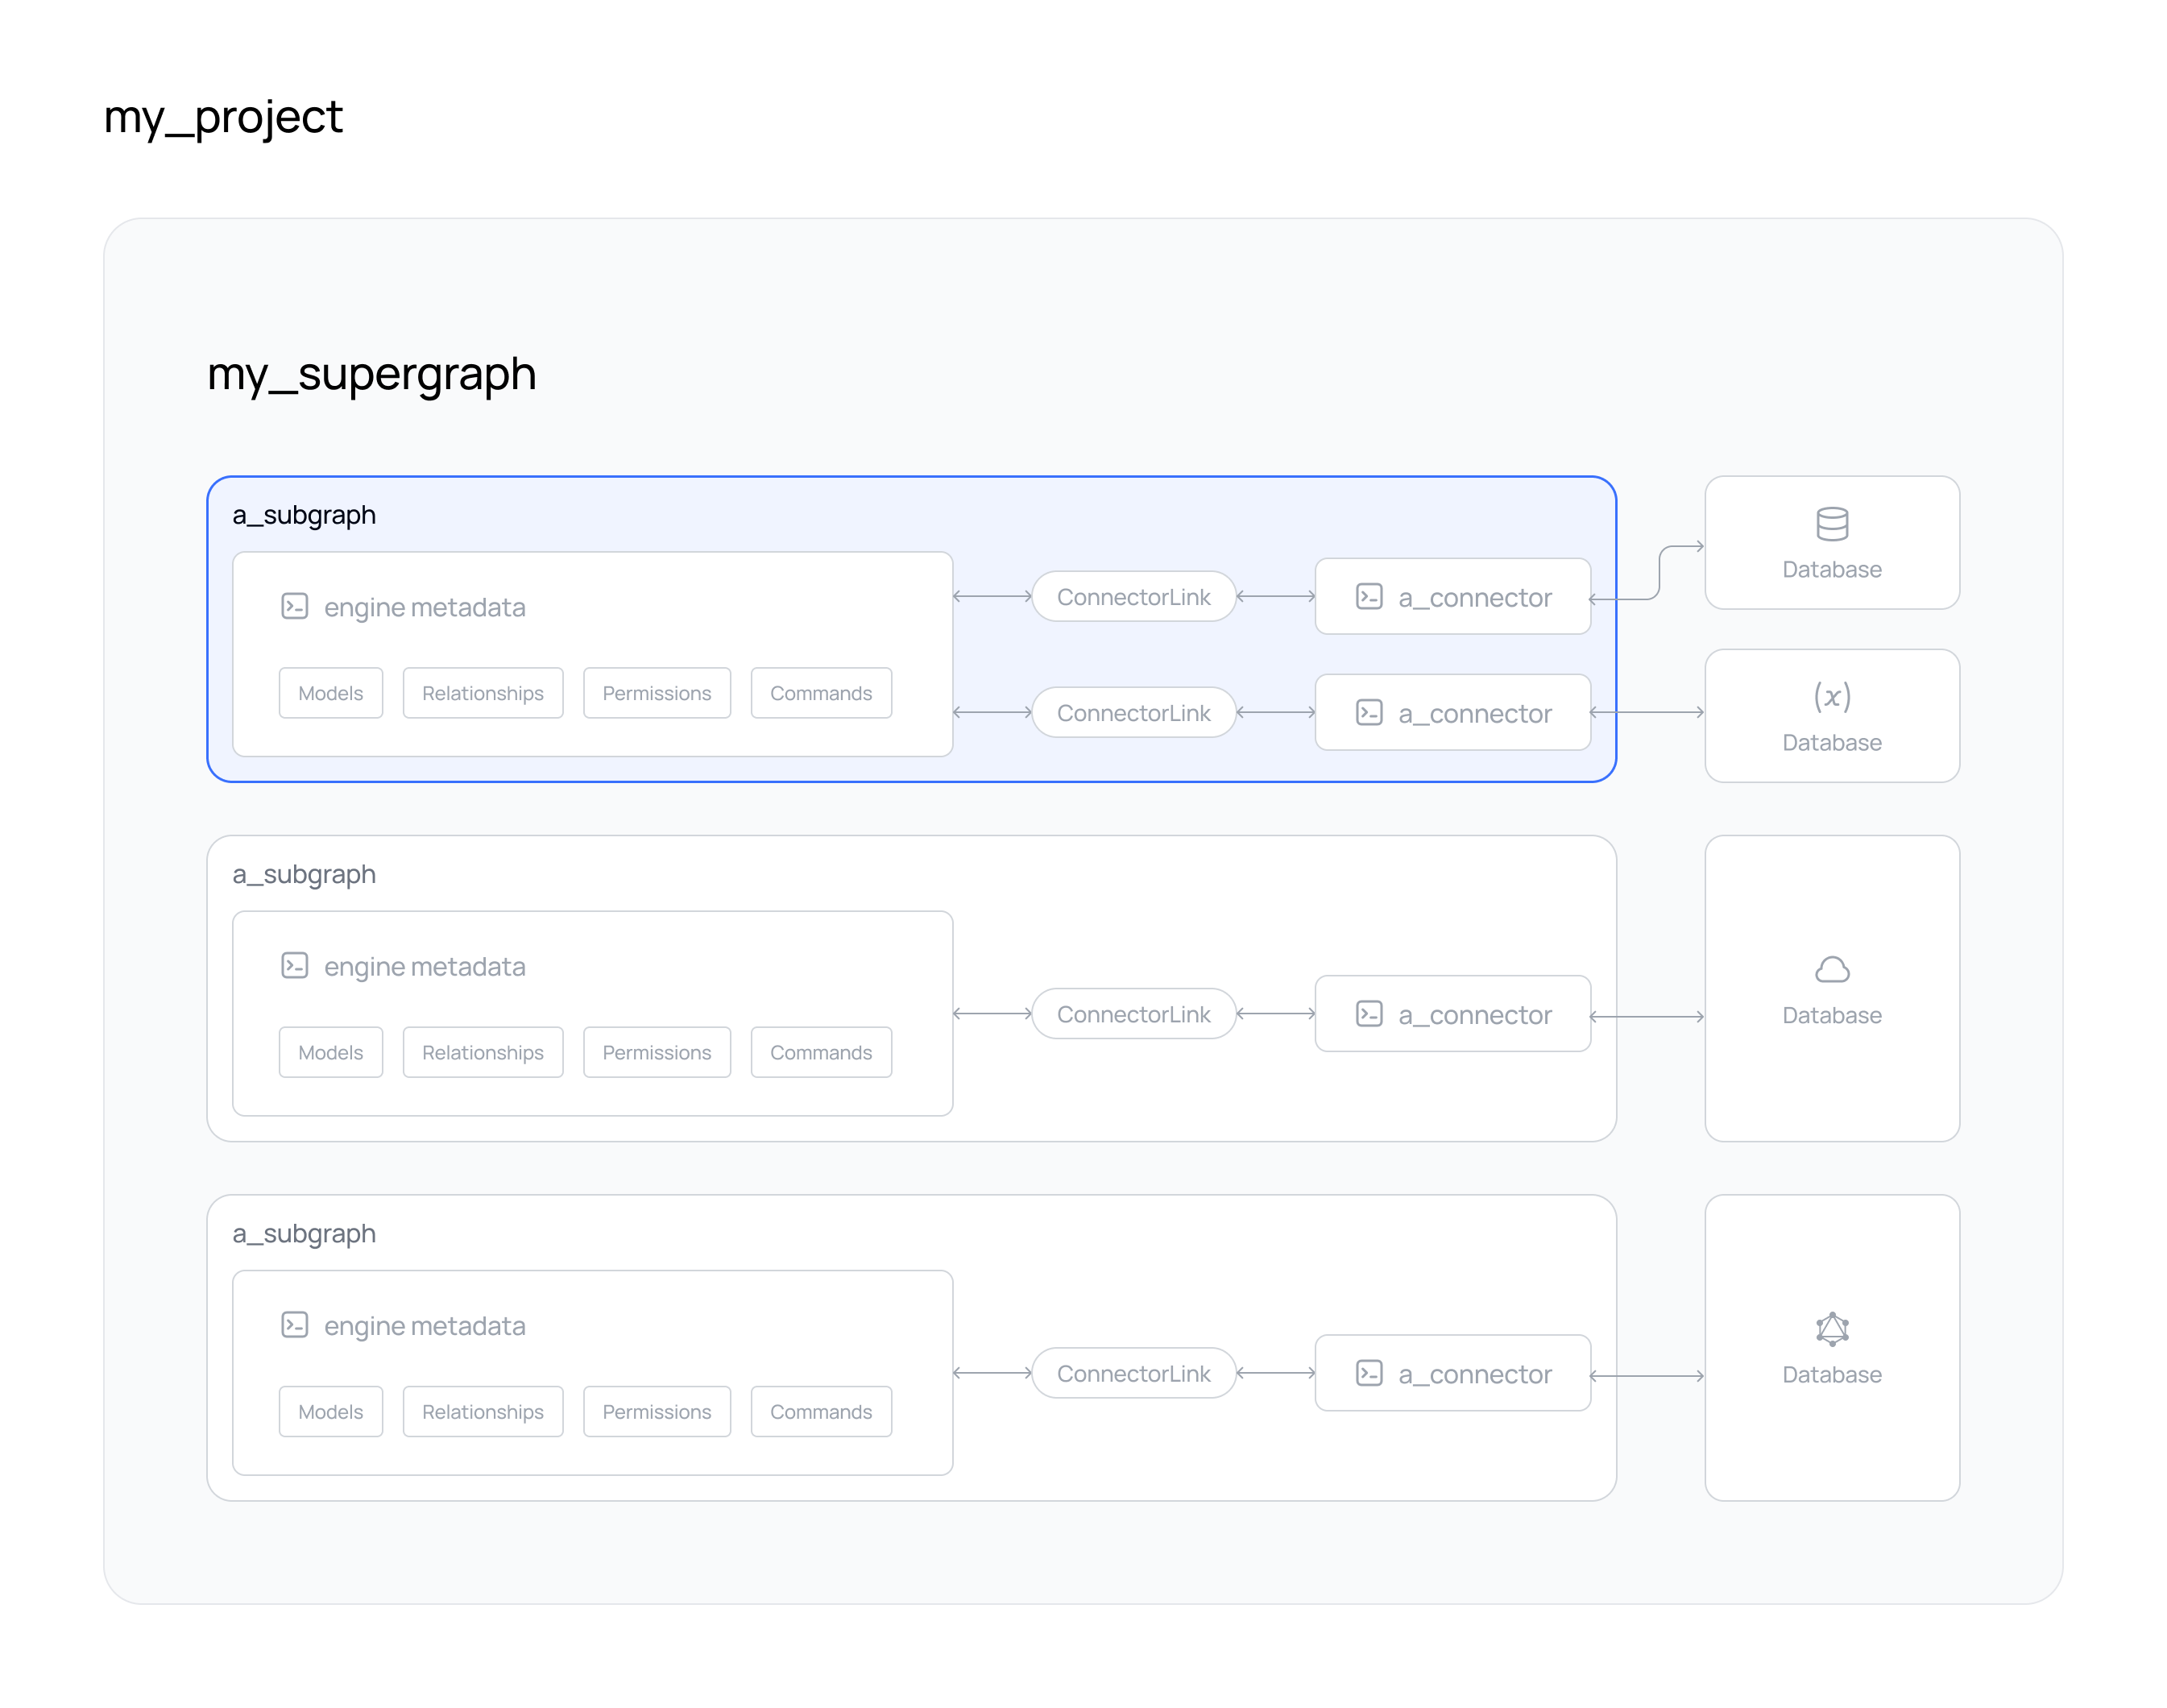 my_project
my_supergraph
a_subgraph
engine metadata
Models Relationships Permissions Commands
ConnectorLink a_connector
ConnectorLink a_connector
Database
(x)
Database
a_subgraph
engine metadata
Models Relationships Permissions Commands
ConnectorLink a_connector
Database
a_subgraph
engine metadata
Models Relationships Permissions Commands
ConnectorLink a_connector
Database